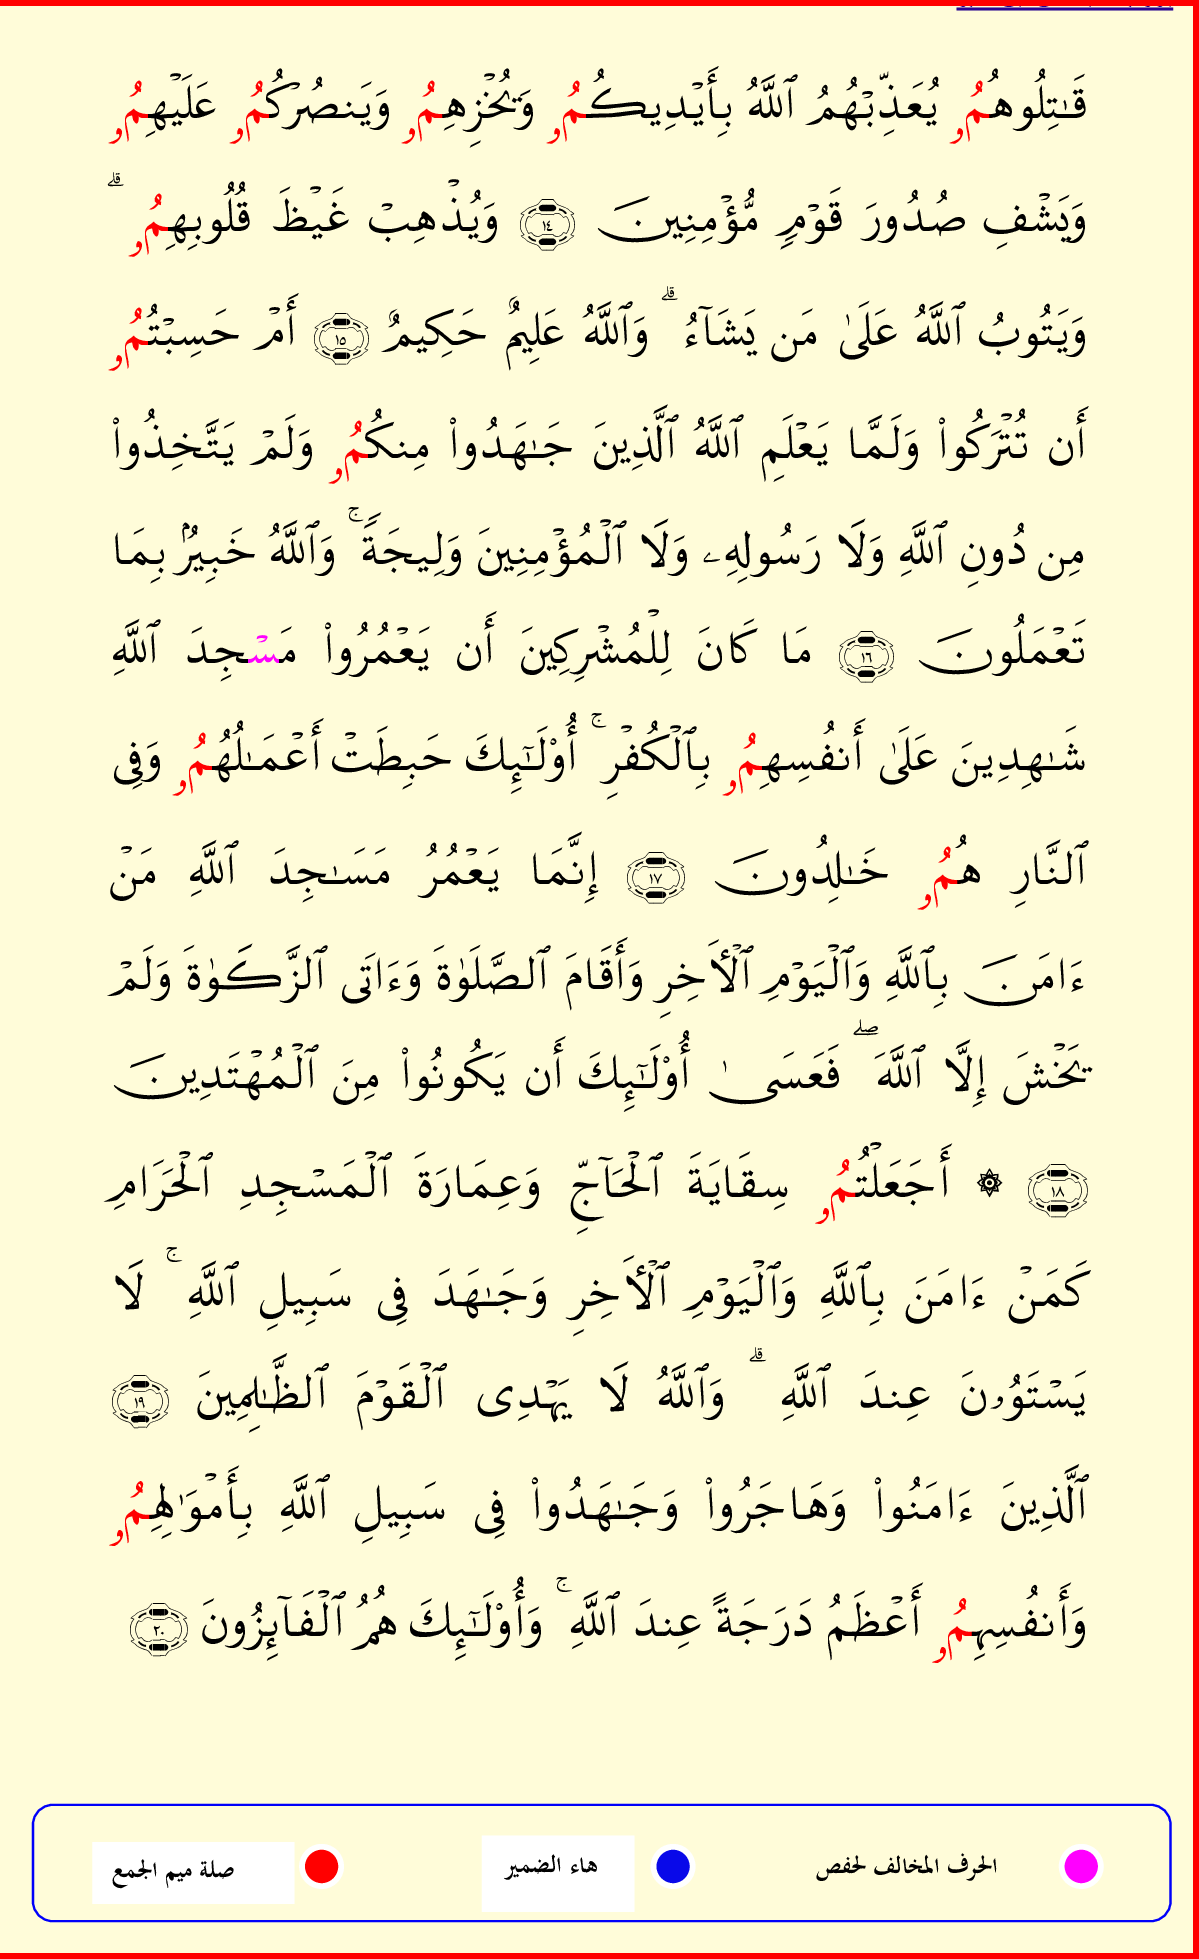 قَـٰتِلُوهُمُۥ يُعَذِّبْهُمُ ٱللَّهُ بِأَيْدِيكُمُۥ وَيُخْزِهِمُۥ وَيَنصُرْكُمُۥ عَلَيْهِمُۥ
وَيَشْفِ صُدُورَ قَوْمٍ مُّؤْمِنِينَ ١٤ وَيُذْهِبْ غَيْظَ قُلُوبِهِمُۥ ۗ
وَيَتُوبُ ٱللَّهُ عَلَىٰ مَن يَشَآءُ ۗ وَٱللَّهُ عَلِيمٌ حَكِيمٌ ١٥ أَمْ حَسِبْتُمُۥ
أَن تُتْرَكُوا۟ وَلَمَّا يَعْلَمِ ٱللَّهُ ٱلَّذِينَ جَـٰهَدُوا۟ مِنكُمُۥ وَلَمْ يَتَّخِذُوا۟
مِن دُونِ ٱللَّهِ وَلَا رَسُولِهِۦ وَلَا ٱلْمُؤْمِنِينَ وَلِيجَةً ۚ وَٱللَّهُ خَبِيرٌۢ بِمَا
تَعْمَلُونَ ١٦ مَا كَانَ لِلْمُشْرِكِينَ أَن يَعْمُرُوا۟ مَسْجِدَ ٱللَّهِ
شَـٰهِدِينَ عَلَىٰٓ أَنفُسِهِمُۥ بِٱلْكُفْرِ ۚ أُو۟لَـٰٓئِكَ حَبِطَتْ أَعْمَـٰلُهُمُۥ وَفِى
ٱلنَّارِ هُمُۥ خَـٰلِدُونَ ١٧ إِنَّمَا يَعْمُرُ مَسَـٰجِدَ ٱللَّهِ مَنْ
ءَامَنَ بِٱللَّهِ وَٱلْيَوْمِ ٱلْـَٔاخِرِ وَأَقَامَ ٱلصَّلَوٰةَ وَءَاتَى ٱلزَّكَوٰةَ وَلَمْ
يَخْشَ إِلَّا ٱللَّهَ ۖ فَعَسَىٰ أُو۟لَـٰٓئِكَ أَن يَكُونُوا۟ مِنَ ٱلْمُهْتَدِينَ
١٨ ۞ أَجَعَلْتُمُۥ سِقَايَةَ ٱلْحَآجِّ وَعِمَارَةَ ٱلْمَسْجِدِ ٱلْحَرَامِ
كَمَنْ ءَامَنَ بِٱللَّهِ وَٱلْيَوْمِ ٱلْـَٔاخِرِ وَجَـٰهَدَ فِى سَبِيلِ ٱللَّهِ ۚ لَا
يَسْتَوُۥنَ عِندَ ٱللَّهِ ۗ وَٱللَّهُ لَا يَهْدِى ٱلْقَوْمَ ٱلظَّـٰلِمِينَ ١٩
ٱلَّذِينَ ءَامَنُوا۟ وَهَاجَرُوا۟ وَجَـٰهَدُوا۟ فِى سَبِيلِ ٱللَّهِ بِأَمْوَٰلِهِمُۥ
وَأَنفُسِهِمُۥ أَعْظَمُ دَرَجَةً عِندَ ٱللَّهِ ۚ وَأُو۟لَـٰٓئِكَ هُمُ ٱلْفَآئِزُونَ ٢٠
الحرف المخالف لحفص هاء الضمير صلة ميم الجمع